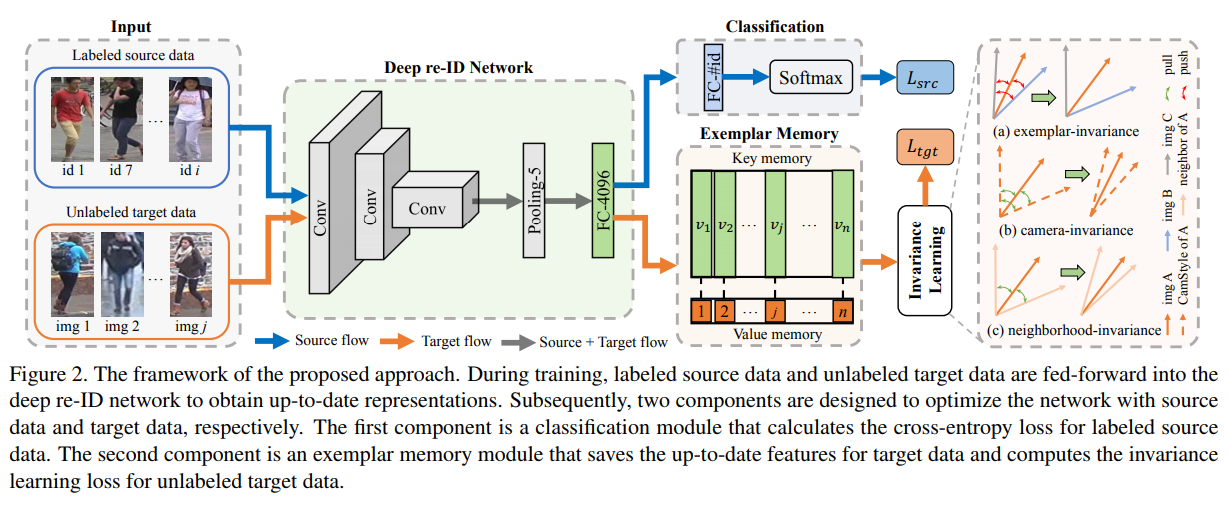 Input
Labeled source data
id 1
id 7
...
id i
Unlabeled target data
img 1
img 2
...
img j
Deep re-ID Network
Conv
Conv
Conv
Pooling-5
FC-4096
Source flow
Target flow
Source + Target flow
Classification
FC-#id
Softmax
L_src
Exemplar Memory
Key memory
v_1
v_2
...
v_j
...
v_n
1
2
...
j
...
n
Value memory
L_tgt
Invariance
Learning
(a) exemplar-invariance
(b) camera-invariance
(c) neighborhood-invariance
img A
img B
img C
pull
CamStyle of A
neighbor of A
push
Figure 2. The framework of the proposed approach. During training, labeled source data and unlabeled target data are fed-forward into the
deep re-ID network to obtain up-to-date representations. Subsequently, two components are designed to optimize the network with source
data and target data, respectively. The first component is a classification module that calculates the cross-entropy loss for labeled source
data. The second component is an exemplar memory module that saves the up-to-date features for target data and computes the invariance
learning loss for unlabeled target data.